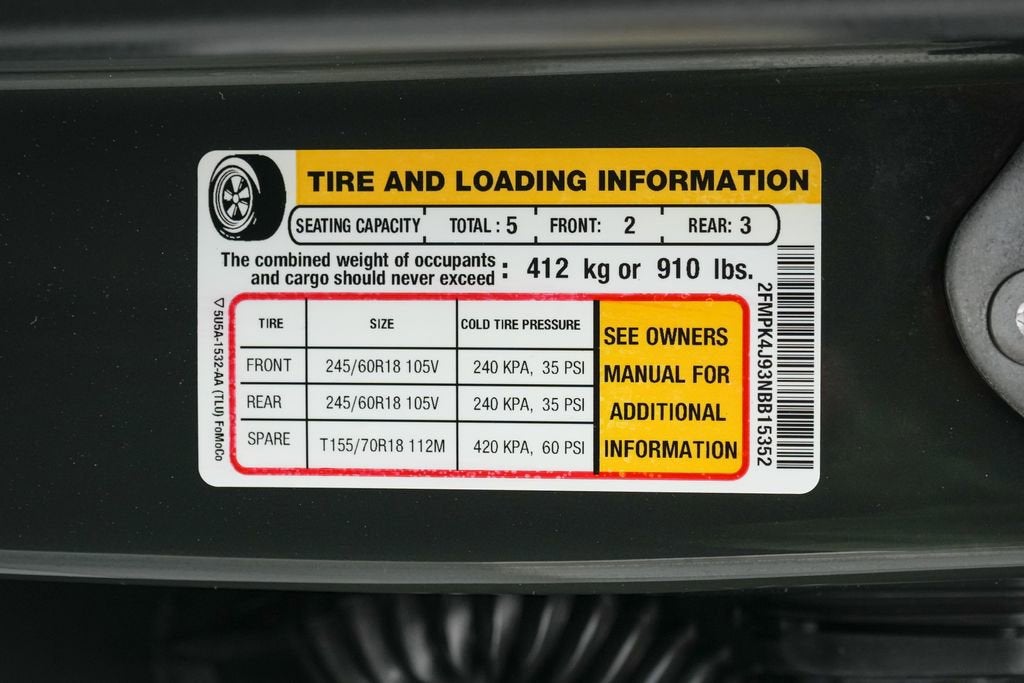 TIRE AND LOADING INFORMATION
SEATING CAPACITY TOTAL : 5 FRONT: 2 REAR: 3
The combined weight of occupants
and cargo should never exceed : 412 kg or 910 lbs.
TIRE SIZE COLD TIRE PRESSURE
FRONT 245/60R18 105V 240 KPA, 35 PSI
REAR 245/60R18 105V 240 KPA, 35 PSI
SPARE T155/70R18 112M 420 KPA, 60 PSI
SEE OWNERS
MANUAL FOR
ADDITIONAL
INFORMATION
▽5U5A-1532-AA (TLU) FoMoCo
2FMPK4J93NBB15352